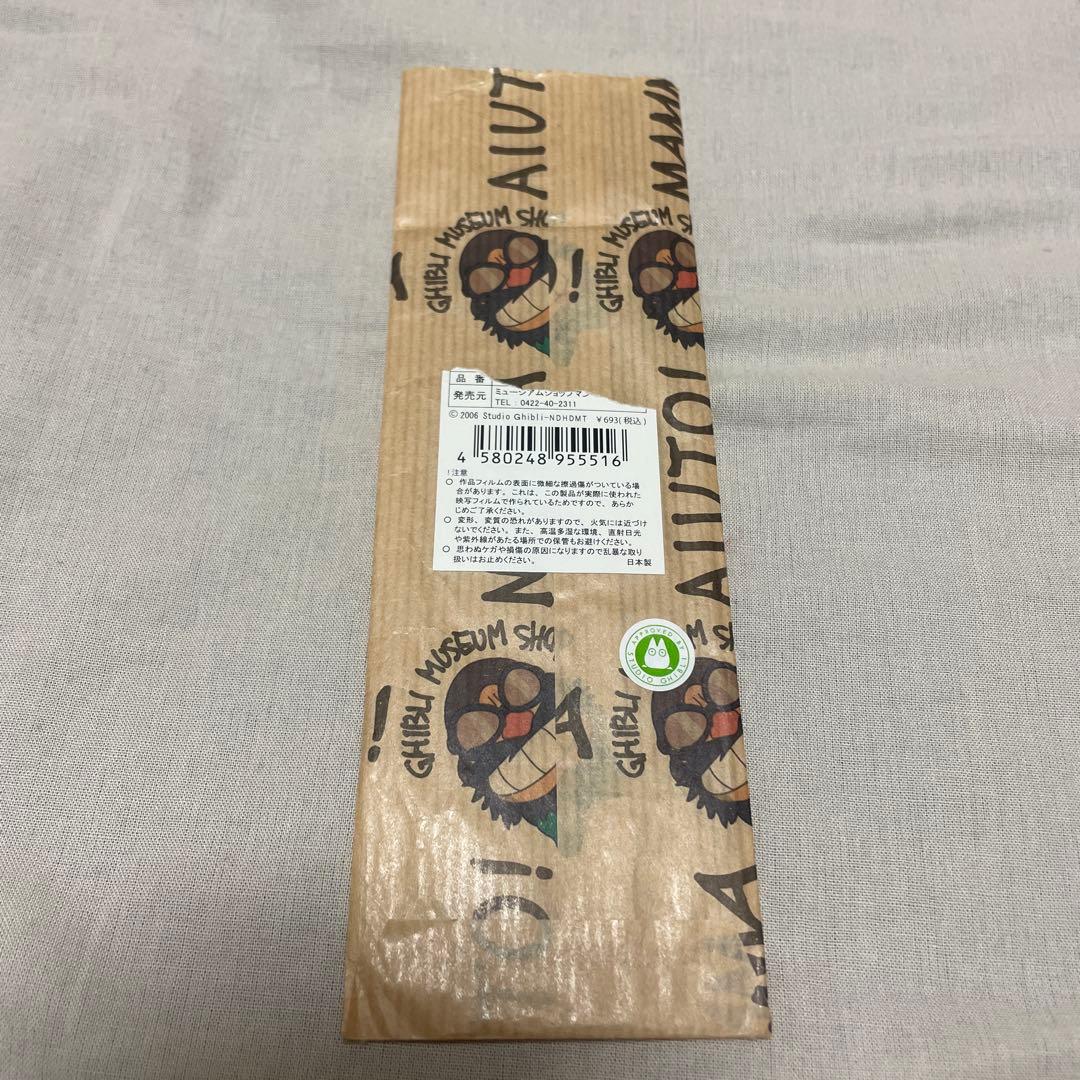 AIUT
MAM
GHIBLI MUSEUM SH
!
GHIBLI MUSEUM S
品番
発売元
ミュージアムショップマン
TEL : 0422-40-2311
© 2006 Studio Ghibli-NDHDMT ¥693(税込)
4 580248 955516
!注意
○ 作品フィルムの表面に微細な擦過傷がついている場
合があります。これは、この製品が実際に使われた
映写フィルムで作られているためですので、あらか
じめご了承ください。
○ 変形、変質の恐れがありますので、火気には近づけ
ないでください。また、高温多湿な環境、直射日光
や紫外線があたる場所での保管もお避けください。
○ 思わぬケガや損傷の原因になりますので乱暴な取り
扱いはお止めください。
日本製
AIUTO!
APPROVED BY
STUDIO GHIBLI
GHIBLI MUSEUM SH
GHIBLI M
!
A
TO!
MIA